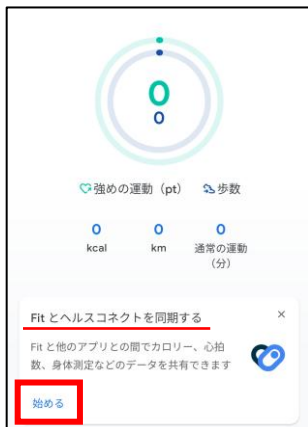 0
0
強めの運動（pt） 歩数
0 0 0
kcal km 通常の運動
（分）
Fit とヘルスコネクトを同期する ×
Fit と他のアプリとの間でカロリー、心拍
数、身体測定などのデータを共有できます
始める